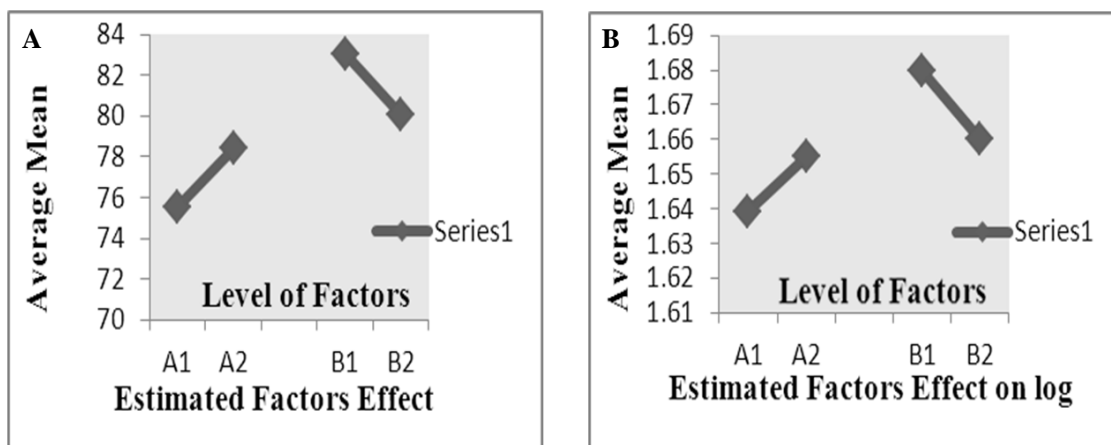 A
84
82
80
78
76
74
72
70
Average Mean
Series1
Level of Factors
A1 A2 B1 B2
Estimated Factors Effect
B
1.69
1.68
1.67
1.66
1.65
1.64
1.63
1.62
1.61
Average Mean
Series1
Level of Factors
A1 A2 B1 B2
Estimated Factors Effect on log